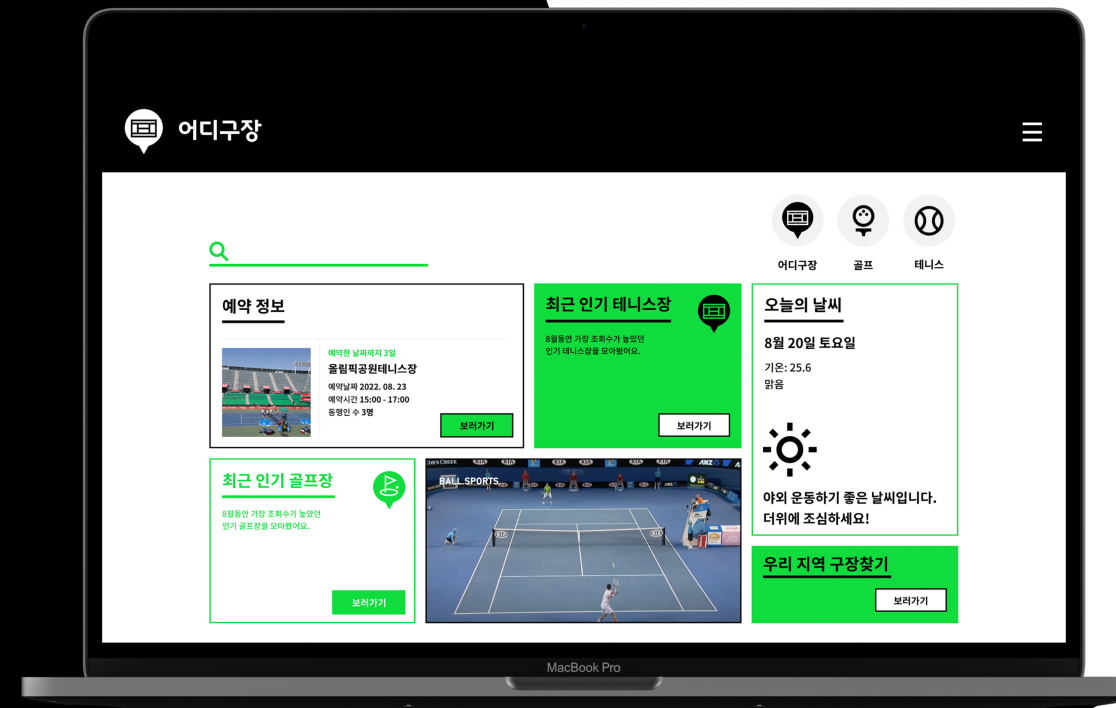 어디구장
어디구장
골프
테니스
예약 정보
예약한 날짜까지 3일
올림픽공원테니스장
예약날짜 2022. 08. 23
예약시간 15:00 - 17:00
동행인 수 3명
보러가기
최근 인기 테니스장
8월동안 가장 조회수가 높았던
인기 테니스장을 모아봤어요.
보러가기
오늘의 날씨
8월 20일 토요일
기온: 25.6
맑음
야외 운동하기 좋은 날씨입니다.
더위에 조심하세요!
최근 인기 골프장
8월동안 가장 조회수가 높았던
인기 골프장을 모아봤어요.
보러가기
BALL.SPORTS
KIA KIA KIA KIA KIA ANZ
KIA KIA
우리 지역 구장찾기
보러가기
MacBook Pro